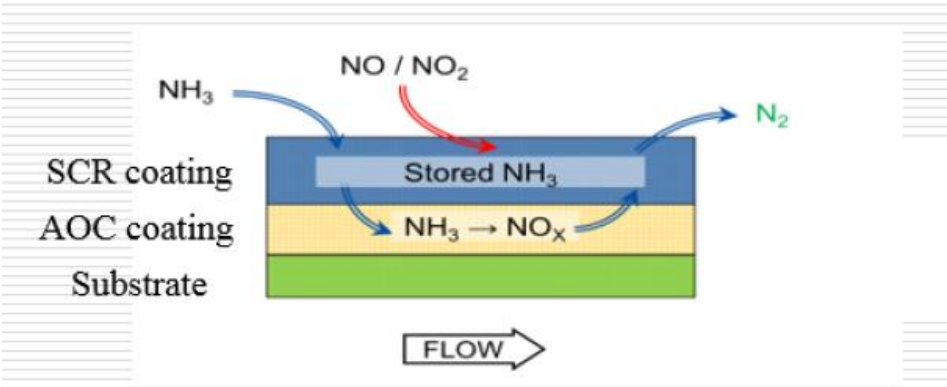 NO / NO₂
NH₃
N₂
SCR coating
Stored NH₃
AOC coating
NH₃ → NOₓ
Substrate
FLOW